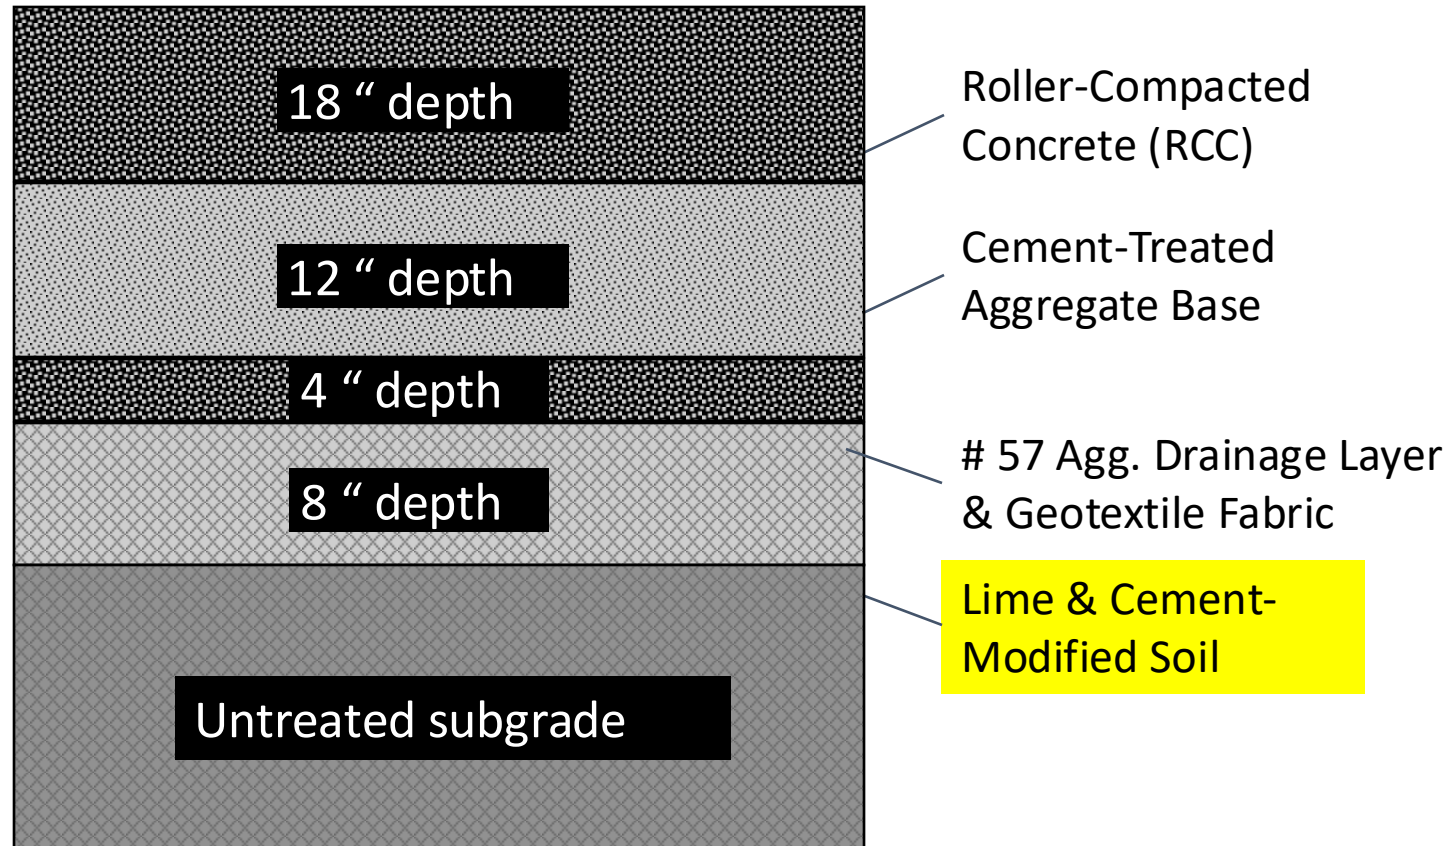 18 “ depth
Roller-Compacted
Concrete (RCC)
12 “ depth
Cement-Treated
Aggregate Base
4 “ depth
# 57 Agg. Drainage Layer
& Geotextile Fabric
8 “ depth
Lime & Cement-
Modified Soil
Untreated subgrade